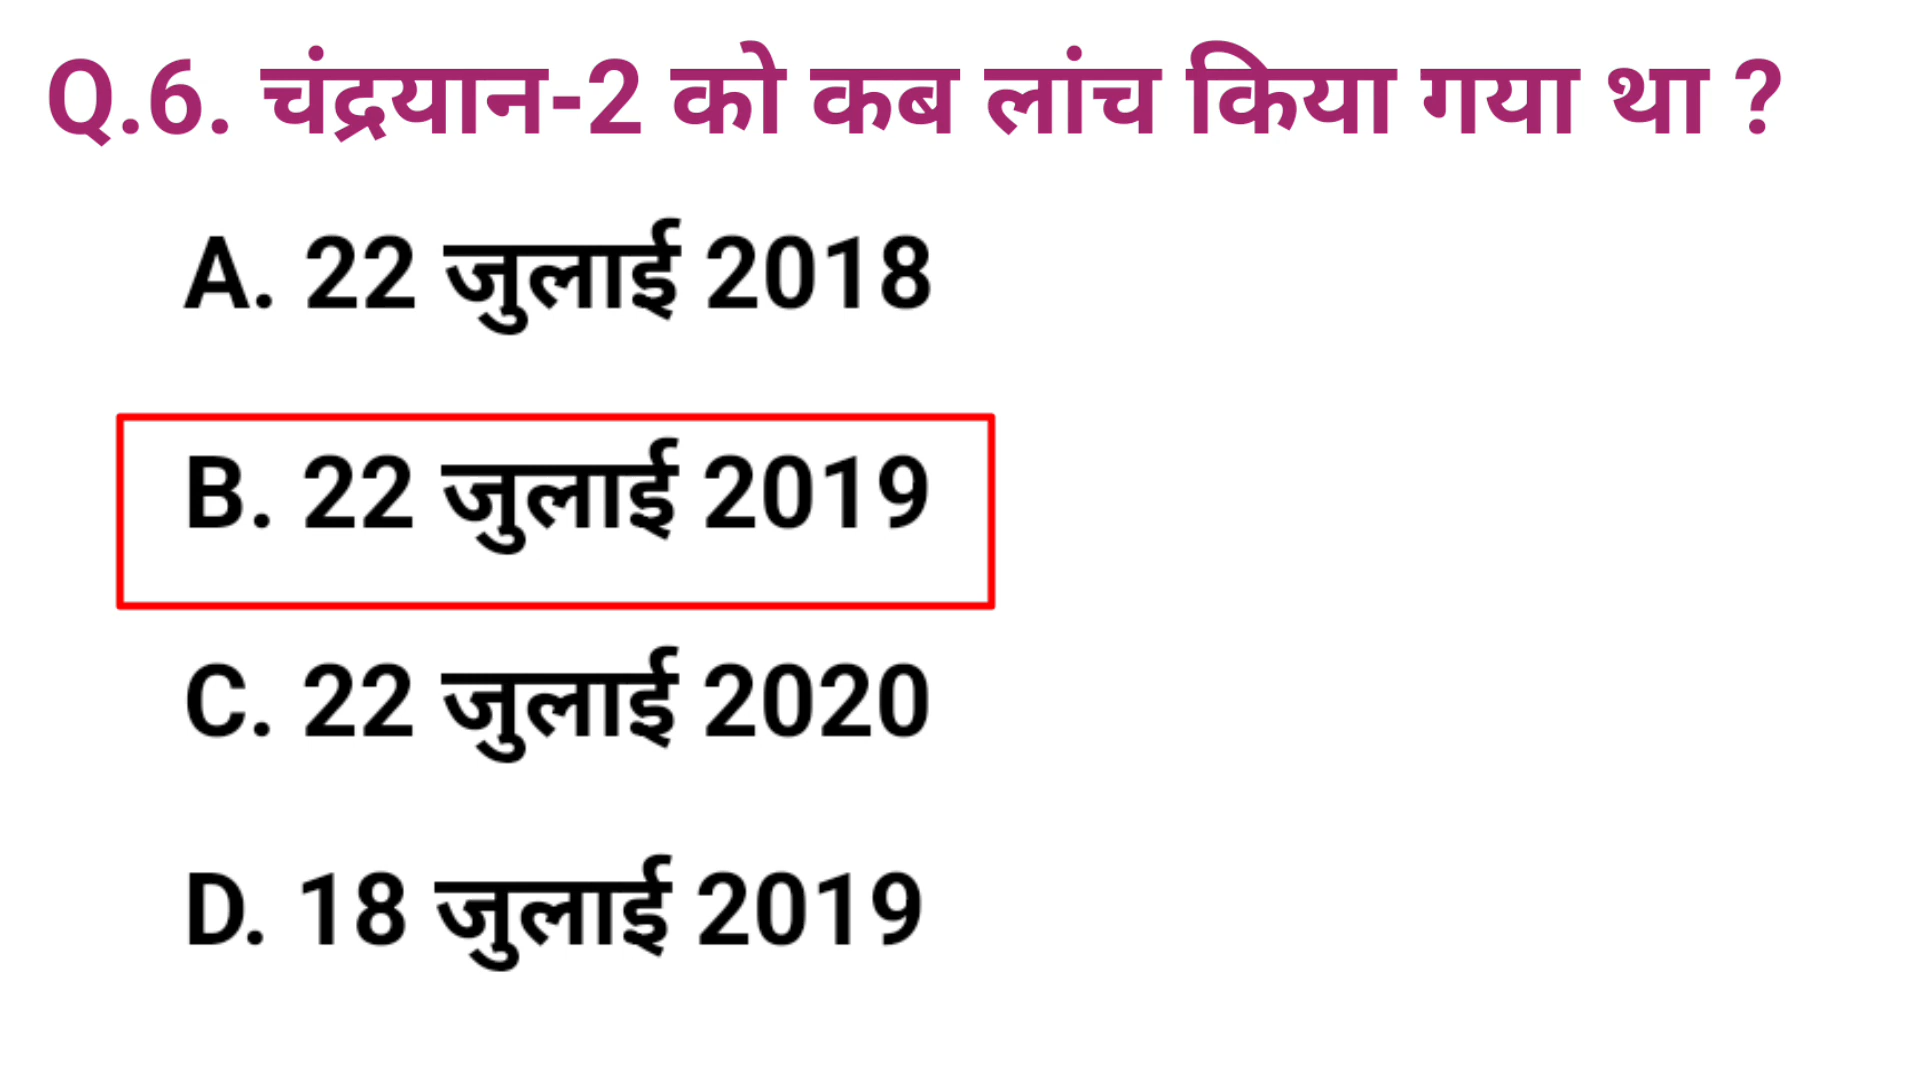 Q.6. चंद्रयान-2 को कब लांच किया गया था ?
A. 22 जुलाई 2018
B. 22 जुलाई 2019
C. 22 जुलाई 2020
D. 18 जुलाई 2019